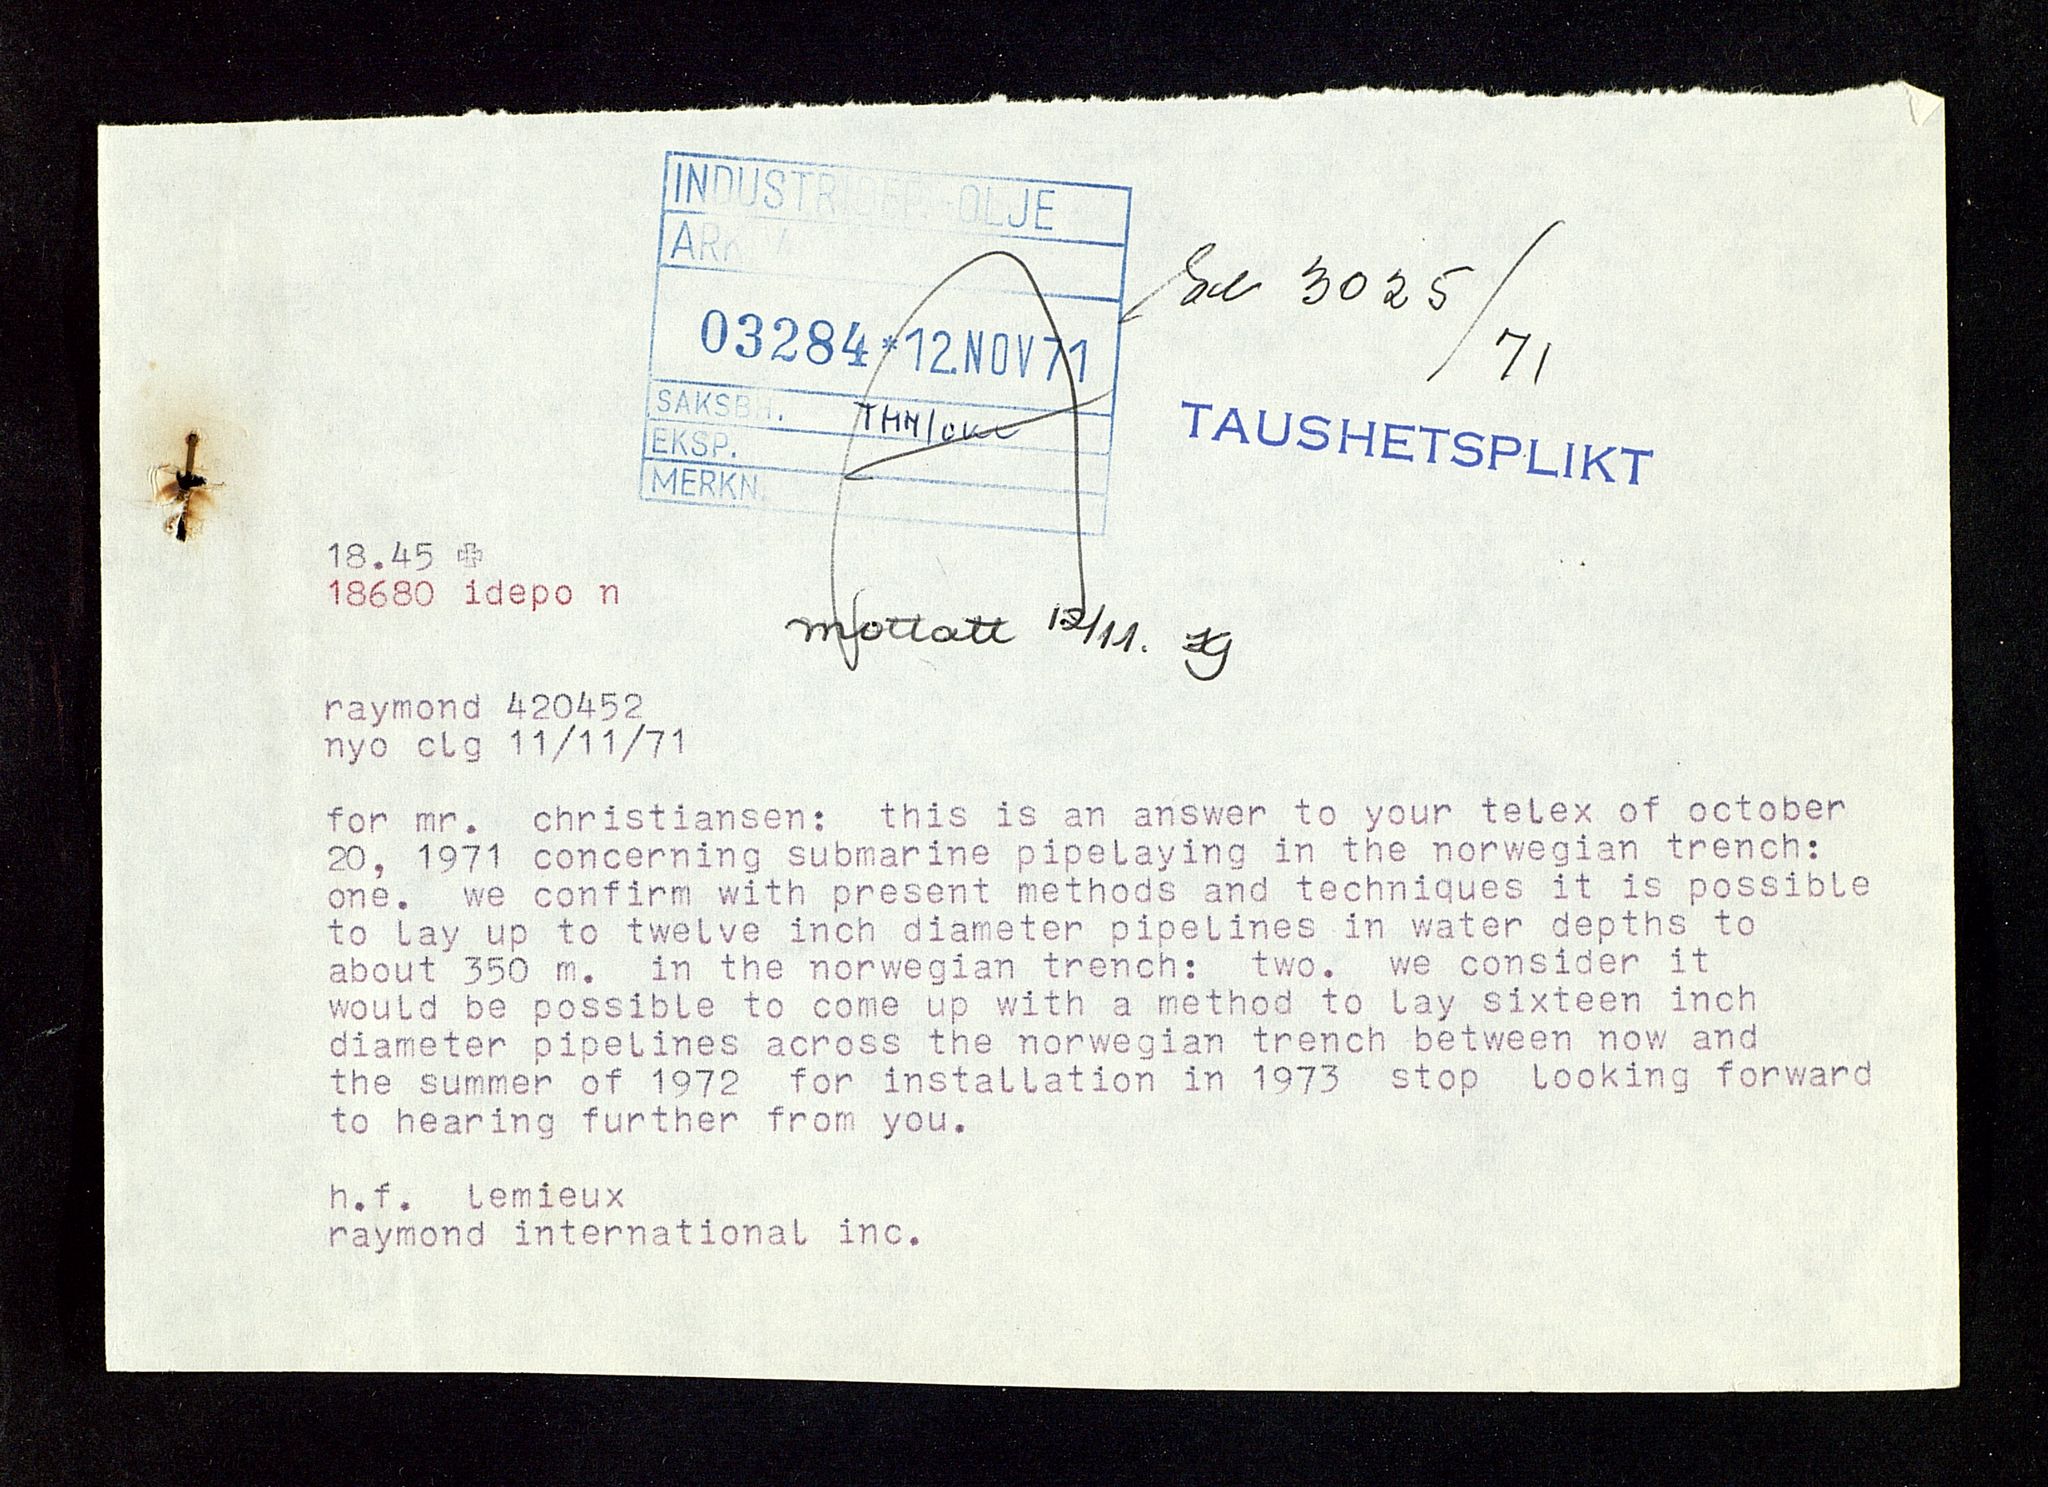 INDUSTRIDEP. OLJE
03284 * 12.NOV 71
SAKSBH.
EKSP.
MERKN.
3025/71
TAUSHETSPLIKT
18.45
18680 idepo n
mottatt 12/11.
raymond 420452
nyo clg 11/11/71
for mr. christiansen: this is an answer to your telex of october
20, 1971 concerning submarine pipelaying in the norwegian trench:
one. we confirm with present methods and techniques it is possible
to lay up to twelve inch diameter pipelines in water depths to
about 350 m. in the norwegian trench: two. we consider it
would be possible to come up with a method to lay sixteen inch
diameter pipelines across the norwegian trench between now and
the summer of 1972 for installation in 1973 stop looking forward
to hearing further from you.
h.f. lemieux
raymond international inc.